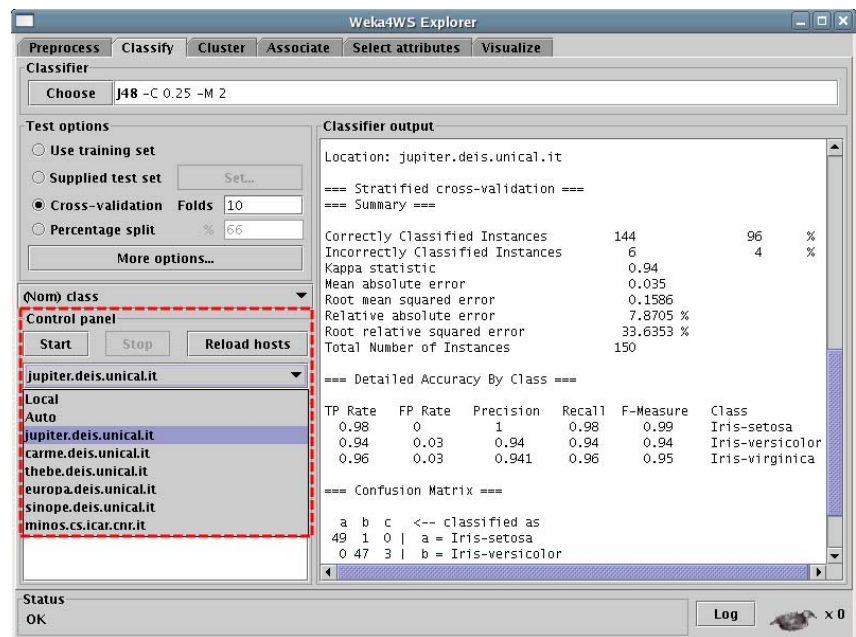 Weka4WS Explorer
Preprocess Classify Cluster Associate Select attributes Visualize
Classifier
Choose J48 -C 0.25 -M 2
Test options
Use training set
Supplied test set Set...
Cross-validation Folds 10
Percentage split % 66
More options...
(Nom) class
Control panel
Start Stop Reload hosts
jupiter.deis.unical.it
Local
Auto
jupiter.deis.unical.it
carme.deis.unical.it
thebe.deis.unical.it
europa.deis.unical.it
sinope.deis.unical.it
minos.cs.icar.cnr.it
Classifier output
Location: jupiter.deis.unical.it
=== Stratified cross-validation ===
=== Summary ===
Correctly Classified Instances 144 96 %
Incorrectly Classified Instances 6 4 %
Kappa statistic 0.94
Mean absolute error 0.035
Root mean squared error 0.1586
Relative absolute error 7.8705 %
Root relative squared error 33.6353 %
Total Number of Instances 150
=== Detailed Accuracy By Class ===
TP Rate FP Rate Precision Recall F-Measure Class
0.98 0 1 0.98 0.99 Iris-setosa
0.94 0.03 0.94 0.94 0.94 Iris-versicolor
0.96 0.03 0.941 0.96 0.95 Iris-virginica
=== Confusion Matrix ===
a b c <-- classified as
49 1 0 | a = Iris-setosa
0 47 3 | b = Iris-versicolor
Status
OK
Log x 0